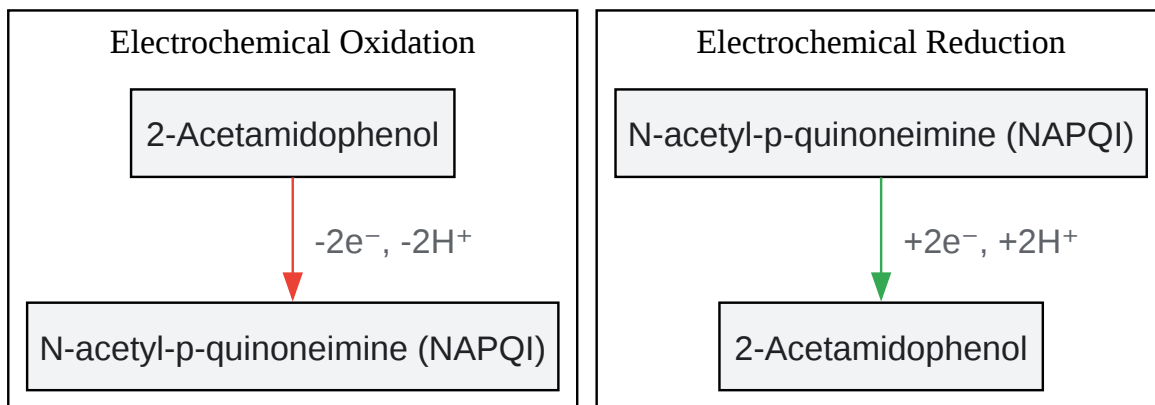 Electrochemical Oxidation
2-Acetamidophenol
-2e⁻, -2H⁺
N-acetyl-p-quinoneimine (NAPQI)
Electrochemical Reduction
N-acetyl-p-quinoneimine (NAPQI)
+2e⁻, +2H⁺
2-Acetamidophenol